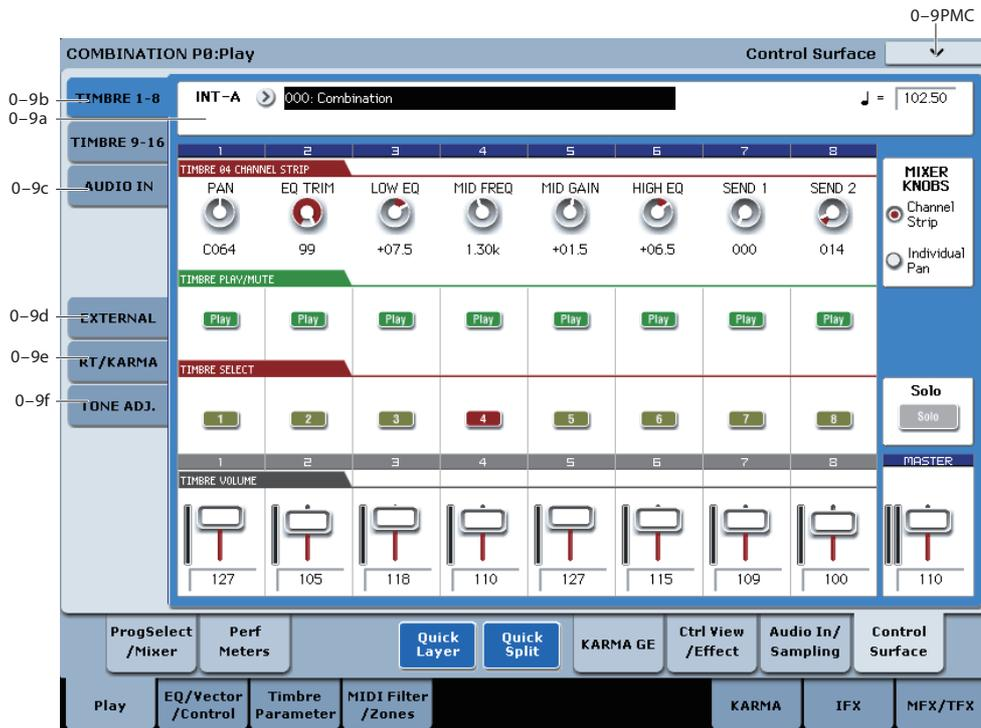 0–9PMC
COMBINATION P0:Play
Control Surface
0–9b
TIMBRE 1-8
INT-A
000: Combination
♩ = 102.50
0–9a
TIMBRE 9-16
1 2 3 4 5 6 7 8
TIMBRE 04 CHANNEL STRIP
MIXER KNOBS
0–9c
AUDIO IN
PAN EQ TRIM LOW EQ MID FREQ MID GAIN HIGH EQ SEND 1 SEND 2
Channel Strip
C064 99 +07.5 1.30k +01.5 +06.5 000 014
Individual Pan
TIMBRE PLAY/MUTE
0–9d
EXTERNAL
Play Play Play Play Play Play Play Play
0–9e
RT/KARMA
TIMBRE SELECT
0–9f
TONE ADJ.
Solo
1 2 3 4 5 6 7 8
Solo
1 2 3 4 5 6 7 8
MASTER
TIMBRE VOLUME
127 105 118 110 127 115 109 100 110
ProgSelect /Mixer
Perf Meters
Quick Layer
Quick Split
KARMA GE
Ctrl View /Effect
Audio In/ Sampling
Control Surface
Play
EQ/Vector /Control
Timbre Parameter
MIDI Filter /Zones
KARMA
IFX
MFX/TFX